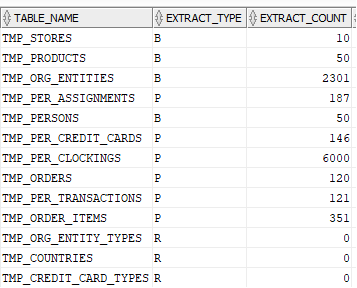 TABLE_NAME EXTRACT_TYPE EXTRACT_COUNT
TMP_STORES B 10
TMP_PRODUCTS B 50
TMP_ORG_ENTITIES B 2301
TMP_PER_ASSIGNMENTS P 187
TMP_PERSONS B 50
TMP_PER_CREDIT_CARDS P 146
TMP_PER_CLOCKINGS P 6000
TMP_ORDERS P 120
TMP_PER_TRANSACTIONS P 121
TMP_ORDER_ITEMS P 351
TMP_ORG_ENTITY_TYPES R 0
TMP_COUNTRIES R 0
TMP_CREDIT_CARD_TYPES R 0